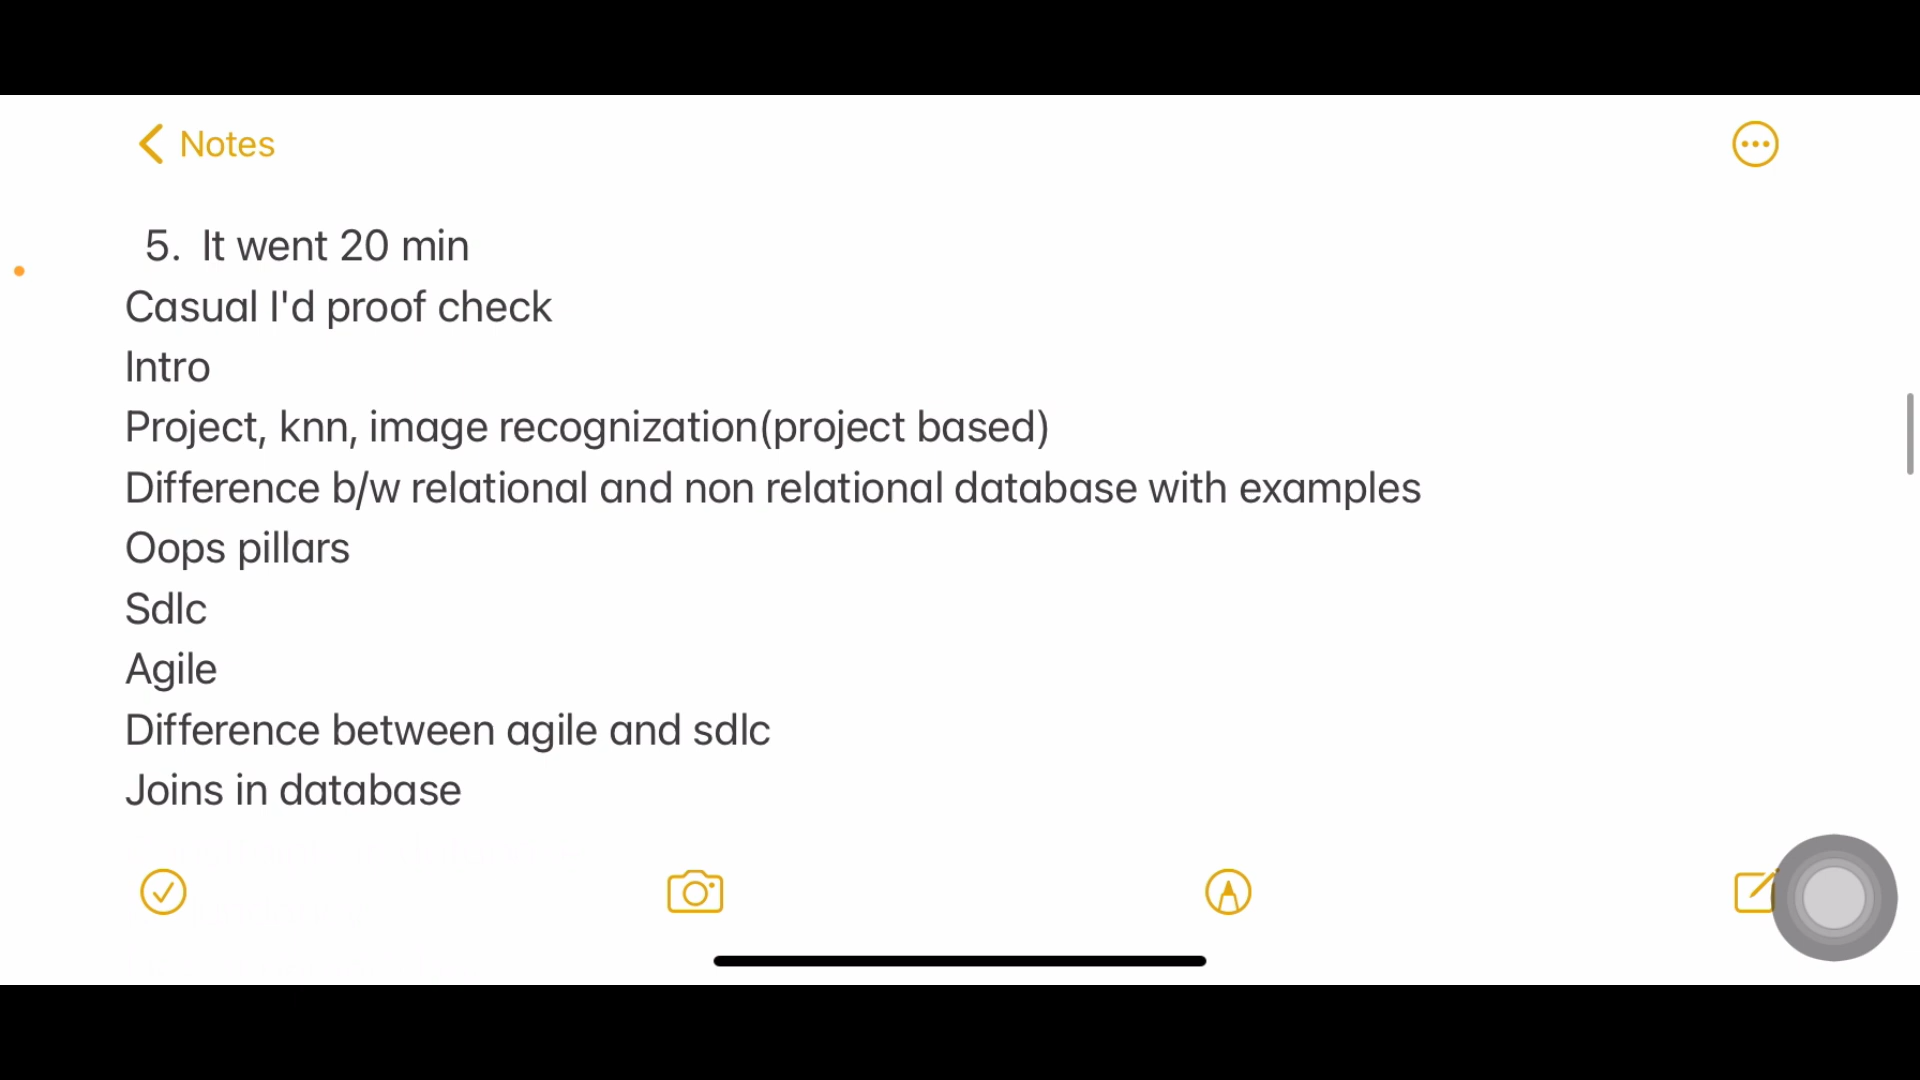 Notes
5. It went 20 min
Casual I'd proof check
Intro
Project, knn, image recognization(project based)
Difference b/w relational and non relational database with examples
Oops pillars
Sdlc
Agile
Difference between agile and sdlc
Joins in database